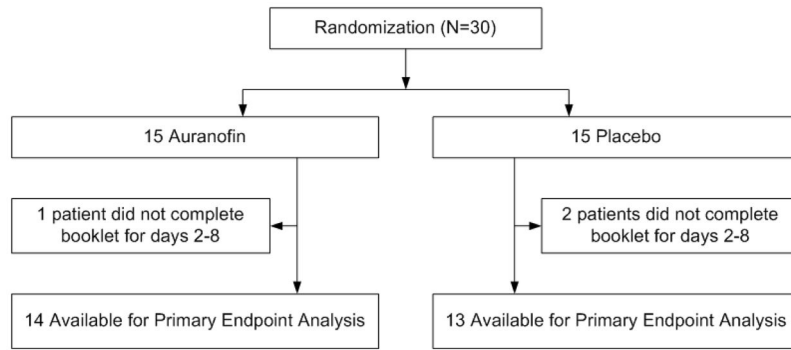 Randomization (N=30)
15 Auranofin
15 Placebo
1 patient did not complete
booklet for days 2-8
2 patients did not complete
booklet for days 2-8
14 Available for Primary Endpoint Analysis
13 Available for Primary Endpoint Analysis